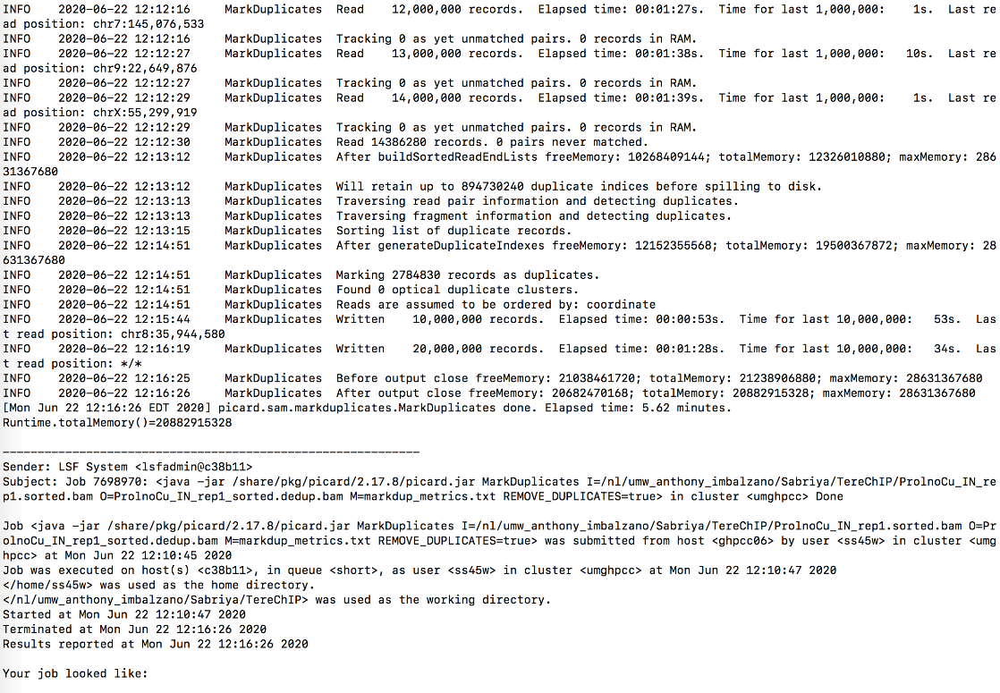 INFO    2020-06-22 12:12:16     MarkDuplicates  Read    12,000,000 records.  Elapsed time: 00:01:27s.  Time for last 1,000,000:    1s.  Last re
ad position: chr7:145,076,533
INFO    2020-06-22 12:12:16     MarkDuplicates  Tracking 0 as yet unmatched pairs. 0 records in RAM.
INFO    2020-06-22 12:12:27     MarkDuplicates  Read    13,000,000 records.  Elapsed time: 00:01:38s.  Time for last 1,000,000:   10s.  Last re
ad position: chr9:22,649,876
INFO    2020-06-22 12:12:27     MarkDuplicates  Tracking 0 as yet unmatched pairs. 0 records in RAM.
INFO    2020-06-22 12:12:29     MarkDuplicates  Read    14,000,000 records.  Elapsed time: 00:01:39s.  Time for last 1,000,000:    1s.  Last re
ad position: chrX:55,299,919
INFO    2020-06-22 12:12:29     MarkDuplicates  Tracking 0 as yet unmatched pairs. 0 records in RAM.
INFO    2020-06-22 12:12:30     MarkDuplicates  Read 14386280 records. 0 pairs never matched.
INFO    2020-06-22 12:13:12     MarkDuplicates  After buildSortedReadEndLists freeMemory: 10268409144; totalMemory: 12326010880; maxMemory: 286
31367680
INFO    2020-06-22 12:13:12     MarkDuplicates  Will retain up to 894730240 duplicate indices before spilling to disk.
INFO    2020-06-22 12:13:13     MarkDuplicates  Traversing read pair information and detecting duplicates.
INFO    2020-06-22 12:13:13     MarkDuplicates  Traversing fragment information and detecting duplicates.
INFO    2020-06-22 12:13:15     MarkDuplicates  Sorting list of duplicate records.
INFO    2020-06-22 12:14:51     MarkDuplicates  After generateDuplicateIndexes freeMemory: 12152355568; totalMemory: 19500367872; maxMemory: 28
631367680
INFO    2020-06-22 12:14:51     MarkDuplicates  Marking 2784830 records as duplicates.
INFO    2020-06-22 12:14:51     MarkDuplicates  Found 0 optical duplicate clusters.
INFO    2020-06-22 12:14:51     MarkDuplicates  Reads are assumed to be ordered by: coordinate
INFO    2020-06-22 12:15:44     MarkDuplicates  Written    10,000,000 records.  Elapsed time: 00:00:53s.  Time for last 10,000,000:   53s.  Las
t read position: chr8:35,944,580
INFO    2020-06-22 12:16:19     MarkDuplicates  Written    20,000,000 records.  Elapsed time: 00:01:28s.  Time for last 10,000,000:   34s.  Las
t read position: */*
INFO    2020-06-22 12:16:25     MarkDuplicates  Before output close freeMemory: 21038461720; totalMemory: 21238906880; maxMemory: 28631367680
INFO    2020-06-22 12:16:26     MarkDuplicates  After output close freeMemory: 20682470168; totalMemory: 20882915328; maxMemory: 28631367680
[Mon Jun 22 12:16:26 EDT 2020] picard.sam.markduplicates.MarkDuplicates done. Elapsed time: 5.62 minutes.
Runtime.totalMemory()=20882915328
------------------------------------------------------------
Sender: LSF System <lsfadmin@c38b11>
Subject: Job 7698970: <java -jar /share/pkg/picard/2.17.8/picard.jar MarkDuplicates I=/nl/umw_anthony_imbalzano/Sabriya/TereChIP/ProlnoCu_IN_re
p1.sorted.bam O=ProlnoCu_IN_rep1_sorted.dedup.bam M=markdup_metrics.txt REMOVE_DUPLICATES=true> in cluster <umghpcc> Done
Job <java -jar /share/pkg/picard/2.17.8/picard.jar MarkDuplicates I=/nl/umw_anthony_imbalzano/Sabriya/TereChIP/ProlnoCu_IN_rep1.sorted.bam O=Pr
olnoCu_IN_rep1_sorted.dedup.bam M=markdup_metrics.txt REMOVE_DUPLICATES=true> was submitted from host <ghpcc06> by user <ss45w> in cluster <umg
hpcc> at Mon Jun 22 12:10:45 2020
Job was executed on host(s) <c38b11>, in queue <short>, as user <ss45w> in cluster <umghpcc> at Mon Jun 22 12:10:47 2020
</home/ss45w> was used as the home directory.
</nl/umw_anthony_imbalzano/Sabriya/TereChIP> was used as the working directory.
Started at Mon Jun 22 12:10:47 2020
Terminated at Mon Jun 22 12:16:26 2020
Results reported at Mon Jun 22 12:16:26 2020
Your job looked like: